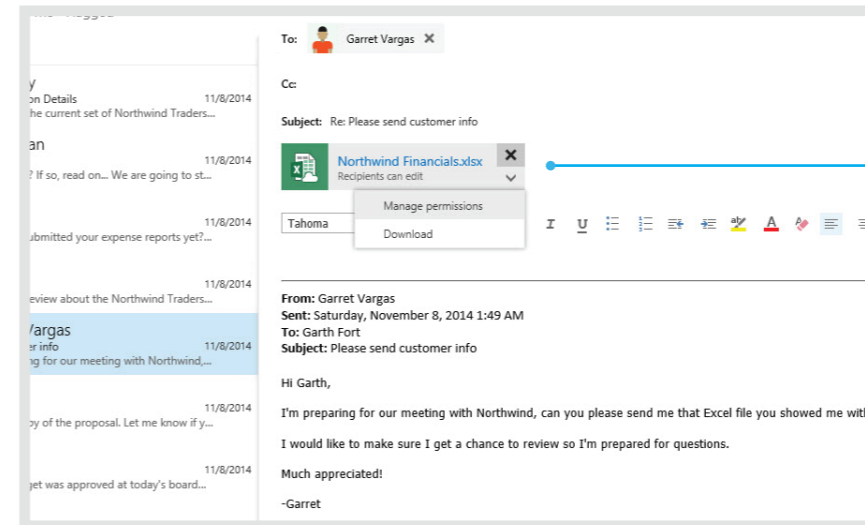 To: Garret Vargas
Cc:
Subject: Re: Please send customer info
Northwind Financials.xlsx
Recipients can edit
Manage permissions
Download
Tahoma
From: Garret Vargas
Sent: Saturday, November 8, 2014 1:49 AM
To: Garth Fort
Subject: Please send customer info
Hi Garth,
I'm preparing for our meeting with Northwind, can you please send me that Excel file you showed me
I would like to make sure I get a chance to review so I'm prepared for questions.
Much appreciated!
-Garret
y
on Details 11/8/2014
he current set of Northwind Traders...
an
11/8/2014
? If so, read on... We are going to st...
11/8/2014
ubmitted your expense reports yet?...
11/8/2014
eview about the Northwind Traders...
Vargas
er info 11/8/2014
ng for our meeting with Northwind,...
11/8/2014
py of the proposal. Let me know if y...
11/8/2014
get was approved at today's board...